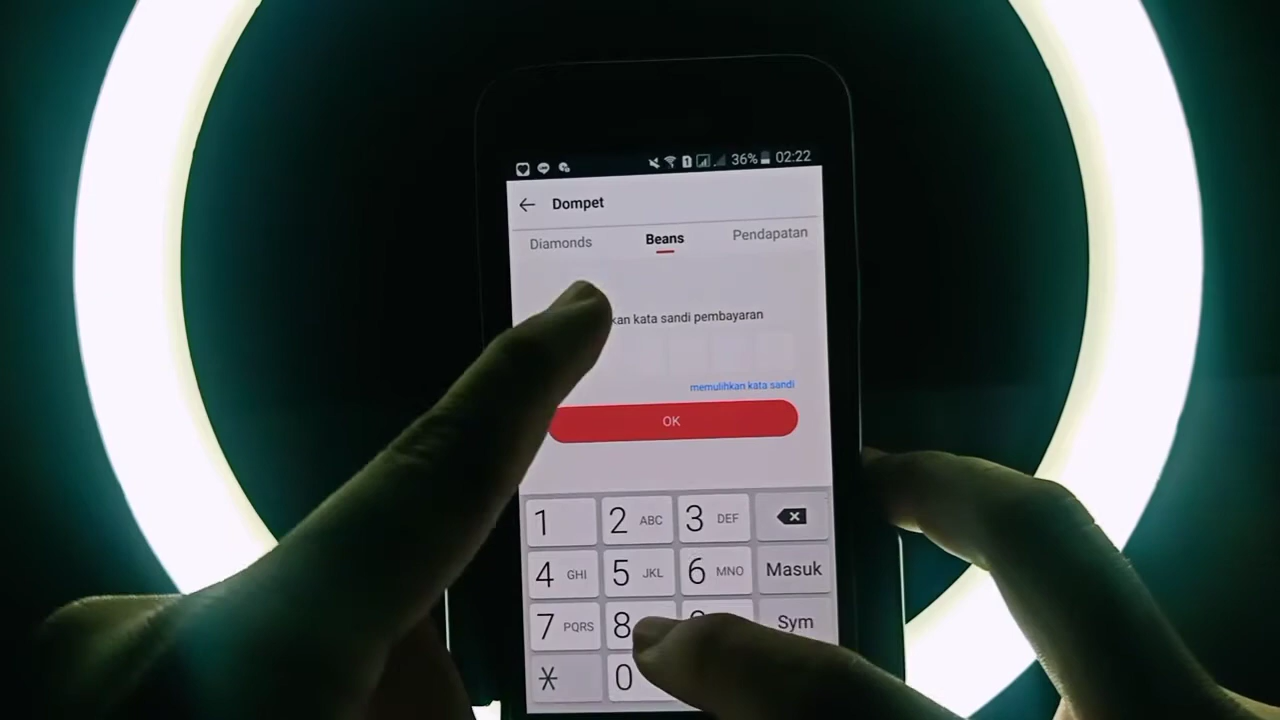 36% 02:22
Dompet
Diamonds Beans Pendapatan
kan kata sandi pembayaran
memulihkan kata sandi
OK
1 2 ABC 3 DEF
4 GHI 5 JKL 6 MNO Masuk
7 PQRS 8 Sym
* 0